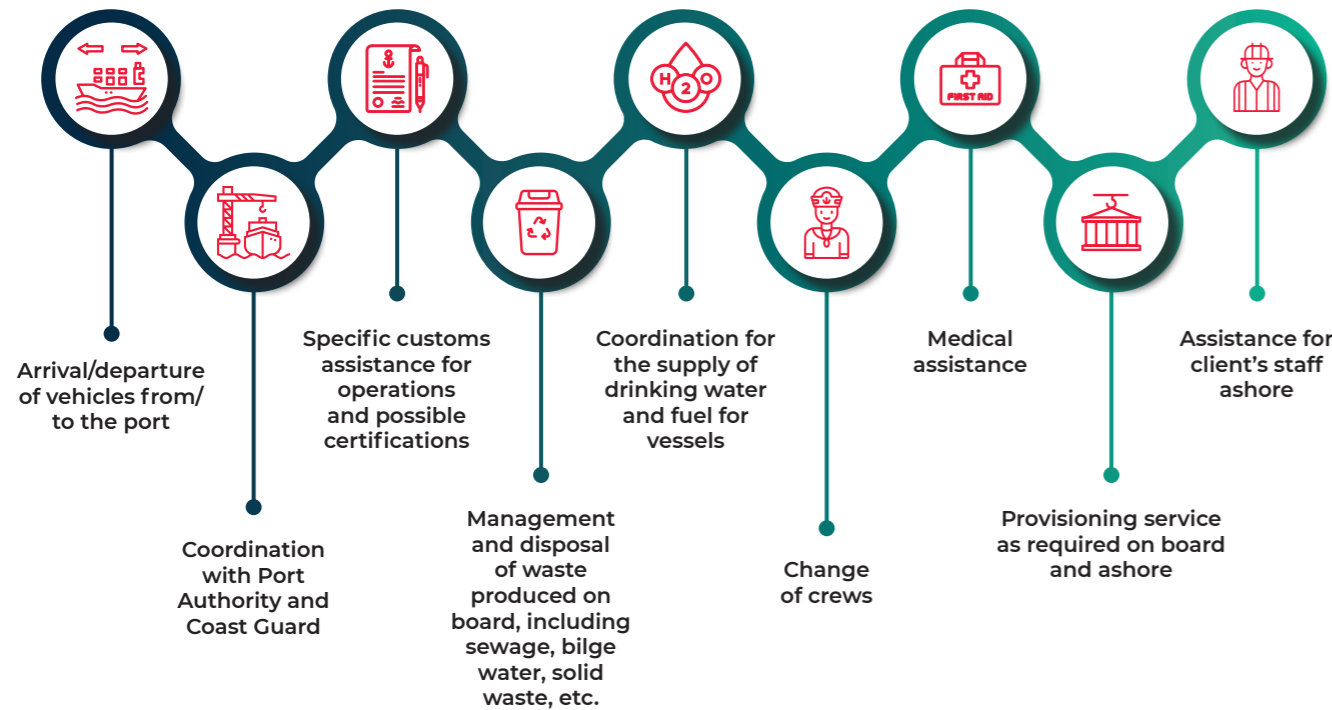 H
2
O
FIRST AID
Arrival/departure
of vehicles from/
to the port
Coordination
with Port
Authority and
Coast Guard
Specific customs
assistance for
operations
and possible
certifications
Management
and disposal
of waste
produced on
board, including
sewage, bilge
water, solid
waste, etc.
Coordination for
the supply of
drinking water
and fuel for
vessels
Change
of crews
Medical
assistance
Provisioning service
as required on board
and ashore
Assistance for
client’s staff
ashore